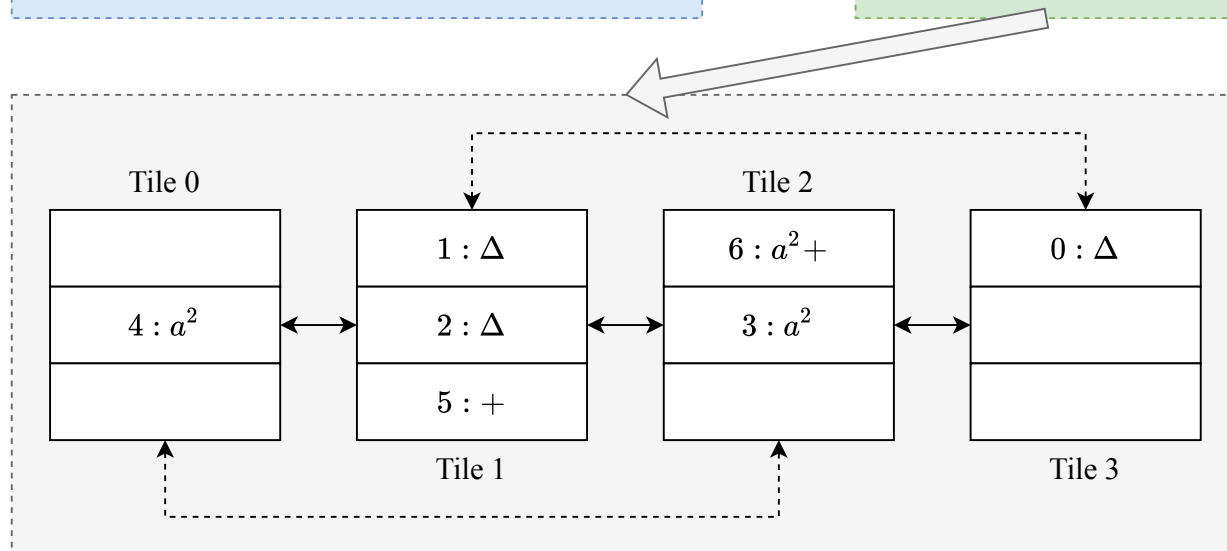 Tile 0
Tile 2
1 : Δ
6 : a²+
0 : Δ
4 : a²
2 : Δ
3 : a²
5 : +
Tile 1
Tile 3